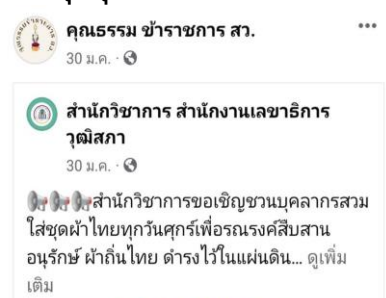 คุณธรรม ข้าราชการ สว.
30 ม.ค.
สำนักวิชาการ สำนักงานเลขาธิการ
วุฒิสภา
30 ม.ค.
สำนักวิชาการขอเชิญชวนบุคลากรสวม
ใส่ชุดผ้าไทยทุกวันศุกร์เพื่อรณรงค์สืบสาน
อนุรักษ์ ผ้าถิ่นไทย ดำรงไว้ในแผ่นดิน... ดูเพิ่ม
เติม